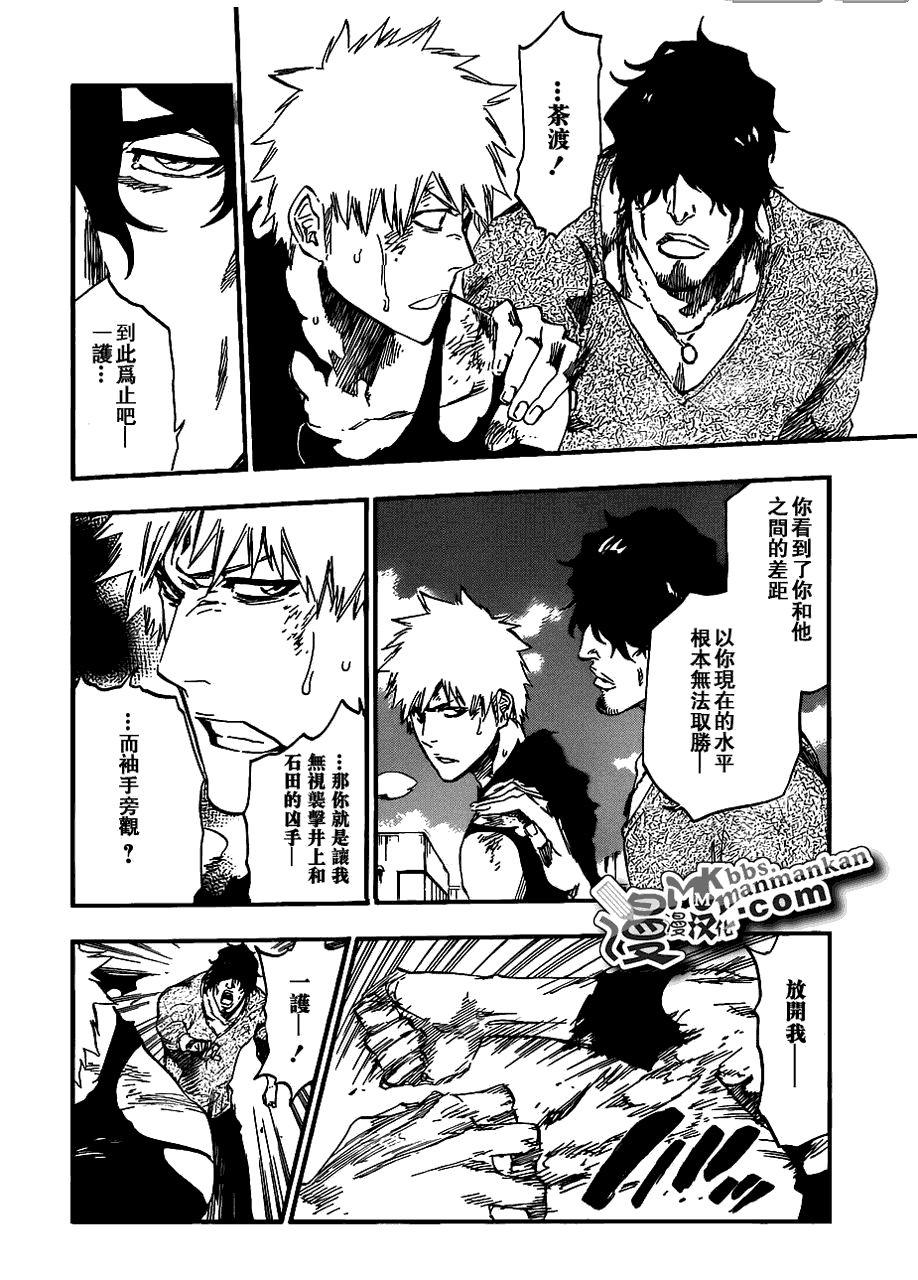 …茶渡！
到此爲止吧—
一護…
你看到了你和他
之間的差距
以你現在的水平
根本無法取勝—
…那你就是讓我
無視襲擊井上和
石田的凶手—
…而袖手旁觀？
放開我—
一護—！
MK
M
bbs.
manmankan
.com
漫
漫汉化